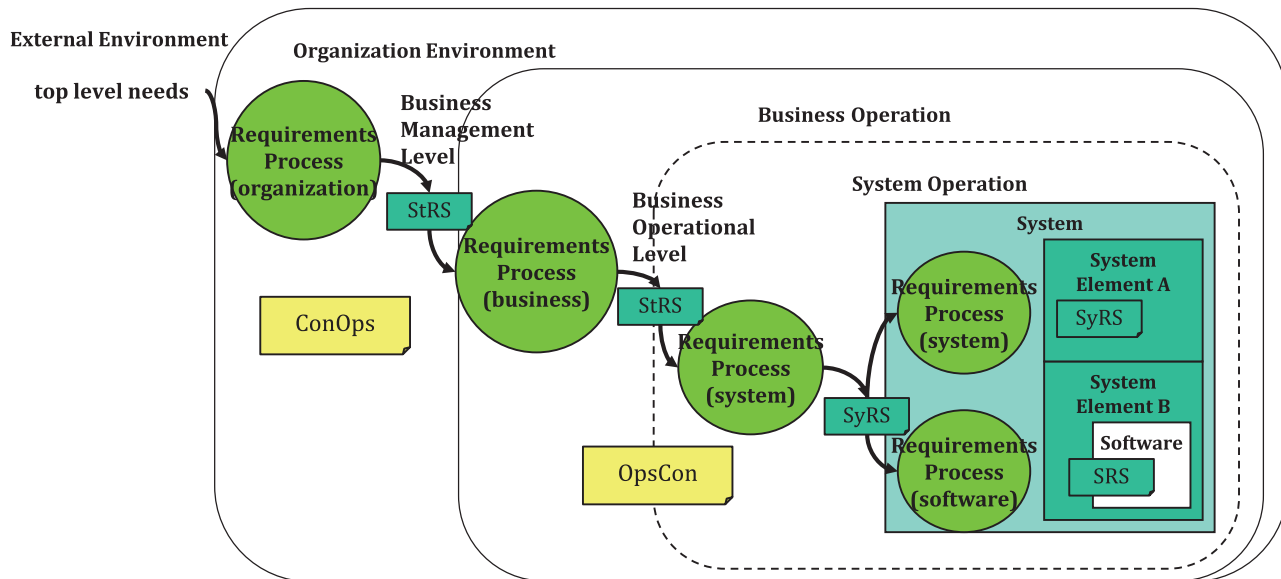 External Environment
top level needs
Organization Environment
Requirements
Process
(organization)
Business
Management
Level
StRS
ConOps
Business Operation
Requirements
Process
(business)
Business
Operational
Level
StRS
OpsCon
System Operation
Requirements
Process
(system)
SyRS
System
Requirements
Process
(system)
Requirements
Process
(software)
System
Element A
SyRS
System
Element B
Software
SRS